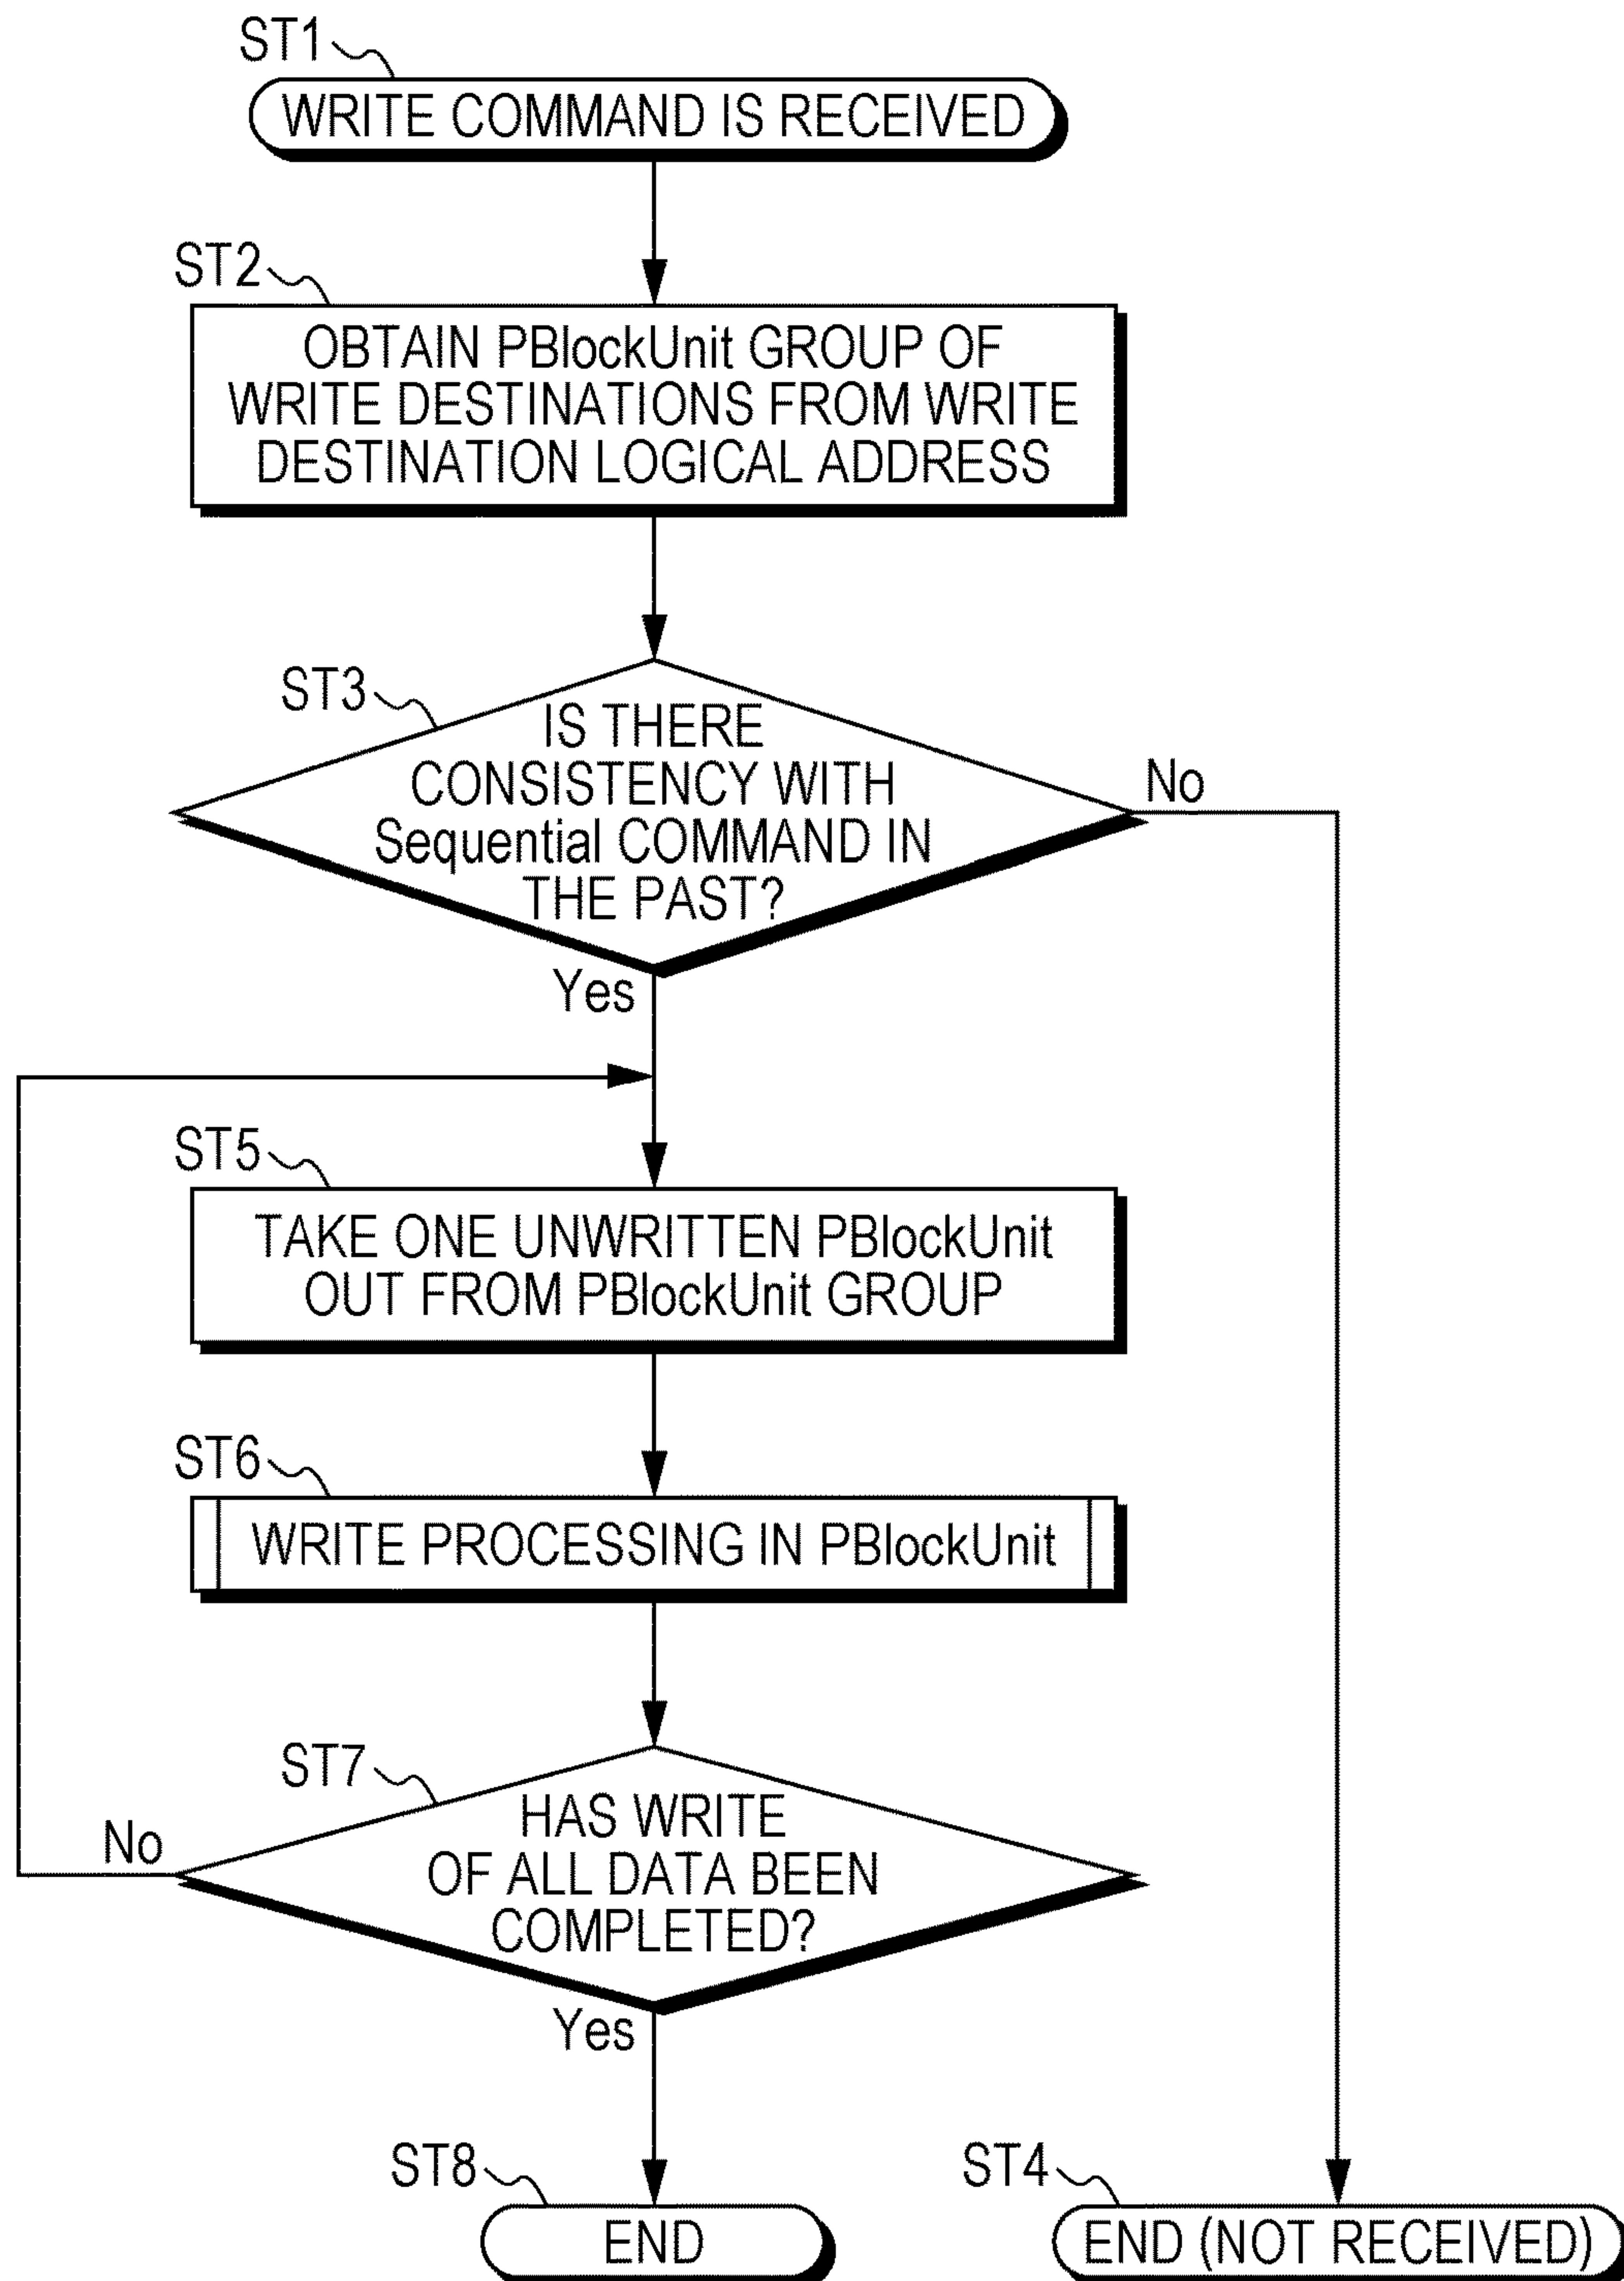 ST1
WRITE COMMAND IS RECEIVED
ST2
OBTAIN PBlockUnit GROUP OF
WRITE DESTINATIONS FROM WRITE
DESTINATION LOGICAL ADDRESS
ST3
IS THERE
CONSISTENCY WITH
Sequential COMMAND IN
THE PAST?
No
Yes
ST5
TAKE ONE UNWRITTEN PBlockUnit
OUT FROM PBlockUnit GROUP
ST6
WRITE PROCESSING IN PBlockUnit
ST7
HAS WRITE
OF ALL DATA BEEN
COMPLETED?
No
Yes
ST8
END
ST4
END (NOT RECEIVED)